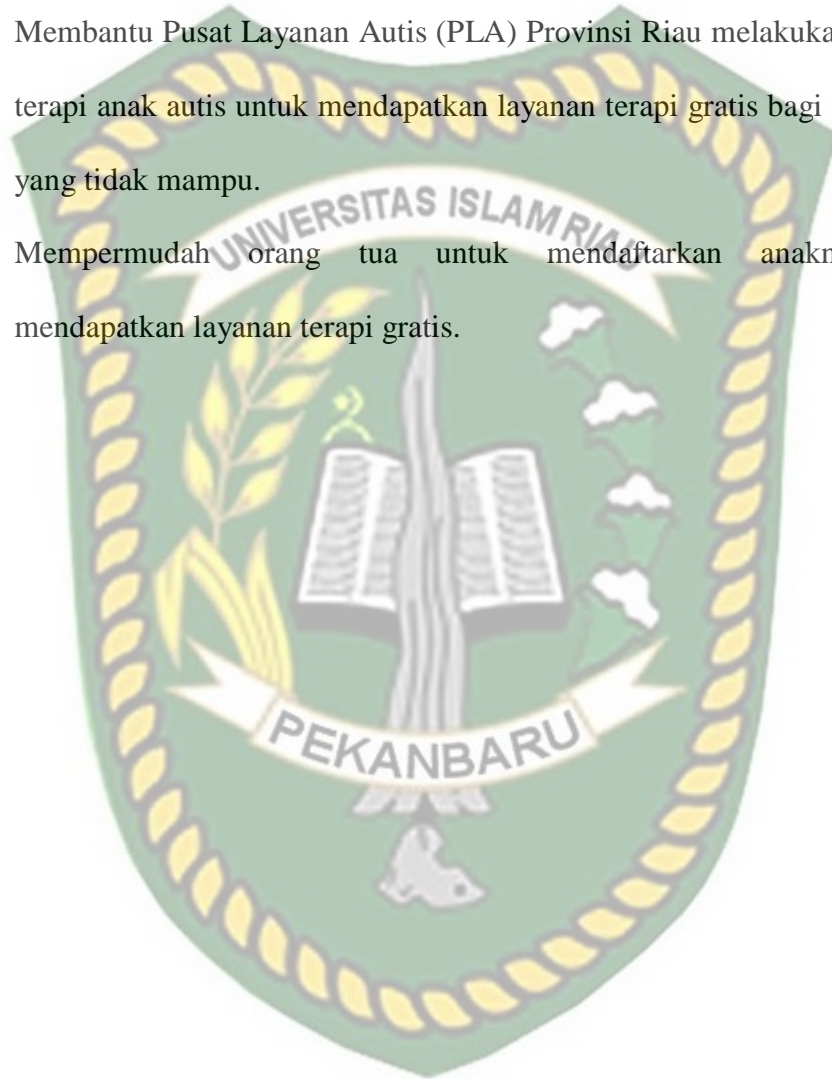 Membantu Pusat Layanan Autis (PLA) Provinsi Riau melakuka
terapi anak autis untuk mendapatkan layanan terapi gratis bagi
yang tidak mampu.
UNIVERSITAS ISLAM RIAU
Mempermudah orang tua untuk mendaftarkan anakn
mendapatkan layanan terapi gratis.
PEKANBARU